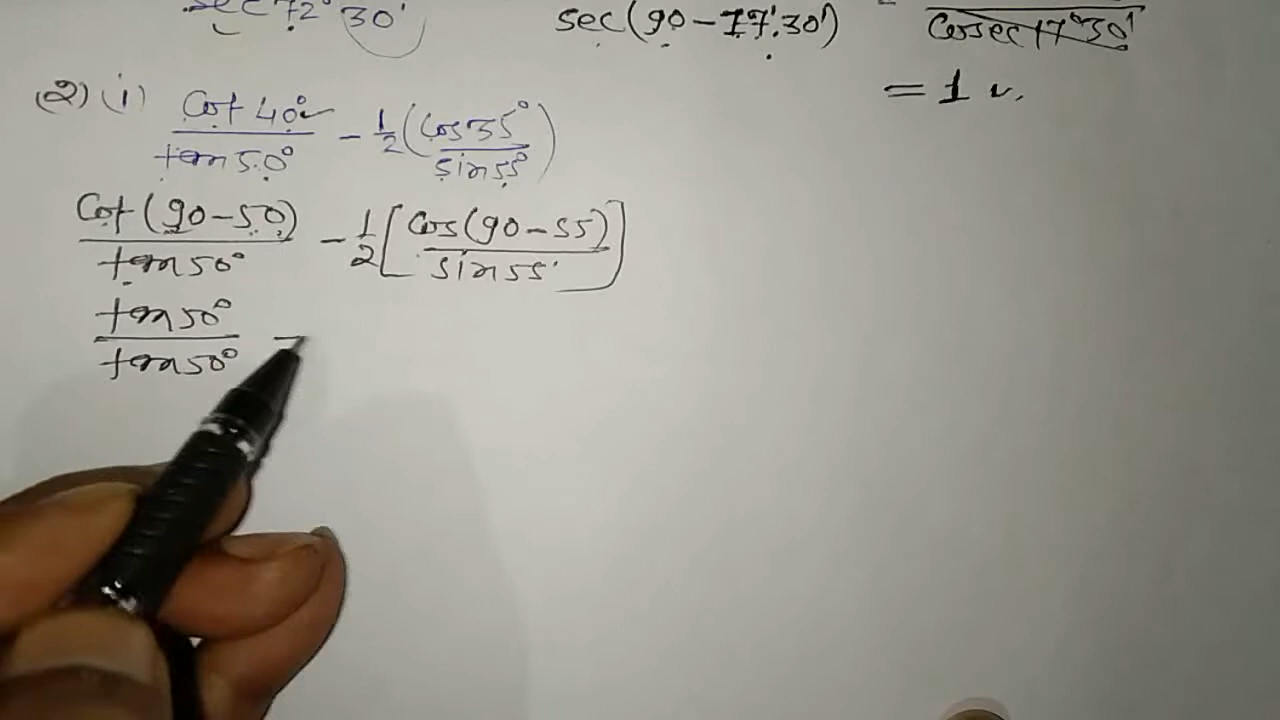 sec 72° 30'
sec(90-17°.30')
Cosec 17° 30'
= 1
(2) (i) Cot 40° / tan 50° - 1/2 (Cos 35° / sin 55°)
Cot (90-50) / tan 50° - 1/2 [Cos(90-55) / sin 55°]
tan 50° / tan 50° -